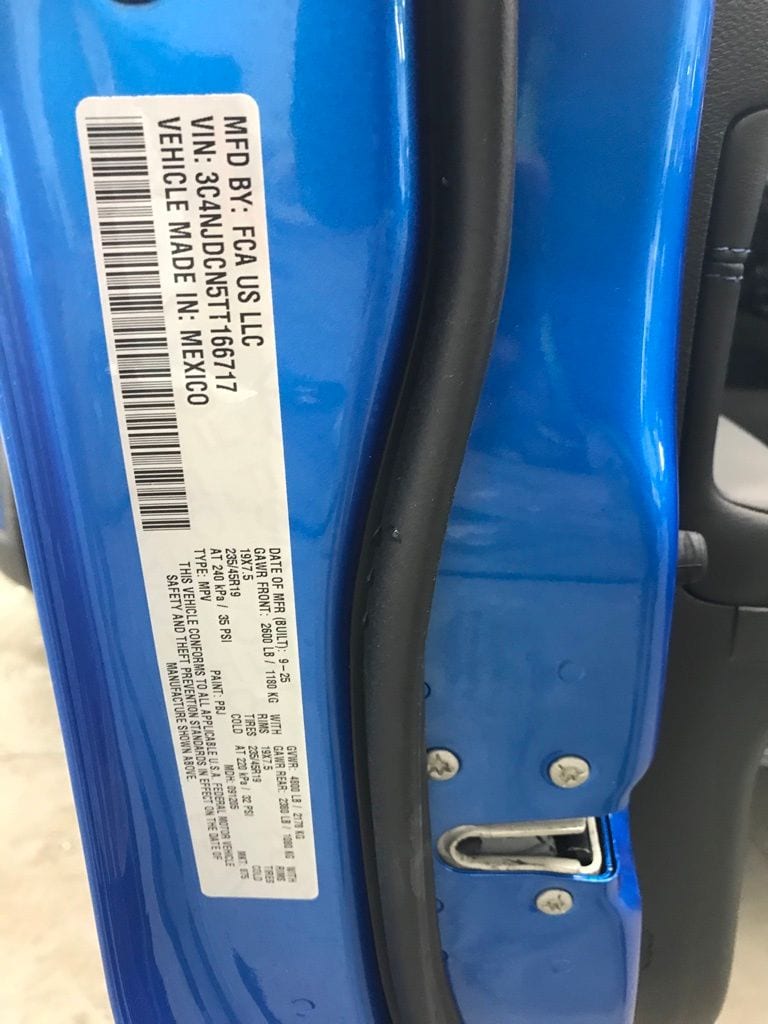 MFD BY: FCA US LLC
VIN: 3C4NJDCN5TT166717
VEHICLE MADE IN: MEXICO
DATE OF MFR (BUILT): 9-25 GVWR: 4800 LB / 2178 KG
GAWR FRONT: 2600 LB / 1180 KG WITH GAWR REAR: 2380 LB / 1080 KG WITH
19X7.5 RIMS 19X7.5 RIMS
235/45R19 TIRES 235/45R19 TIRES
AT 240 kPa / 35 PSI COLD AT 220 kPa / 32 PSI COLD
TYPE: MPV PAINT: PBJ MDH: 091205 MKT: 875
THIS VEHICLE CONFORMS TO ALL APPLICABLE U.S.A. FEDERAL MOTOR VEHICLE
SAFETY AND THEFT PREVENTION STANDARDS IN EFFECT ON THE DATE OF
MANUFACTURE SHOWN ABOVE.